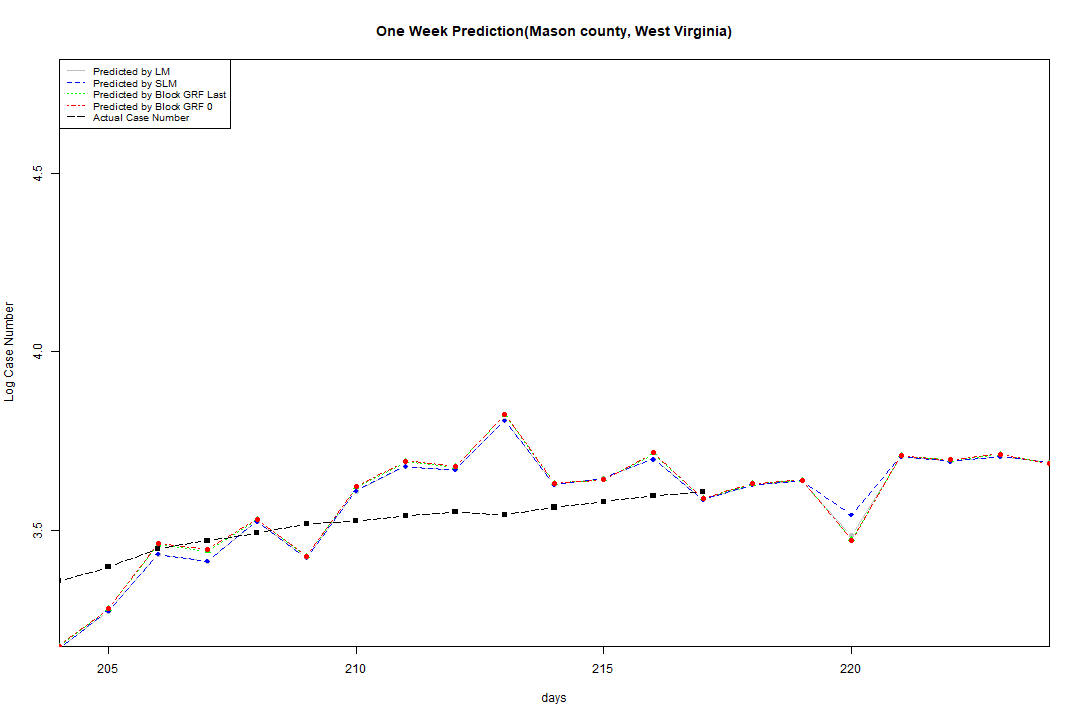 One Week Prediction(Mason county, West Virginia)
Predicted by LM
Predicted by SLM
Predicted by Block GRF Last
Predicted by Block GRF 0
Actual Case Number
4.5
4.0
3.5
Log Case Number
205 210 215 220
days